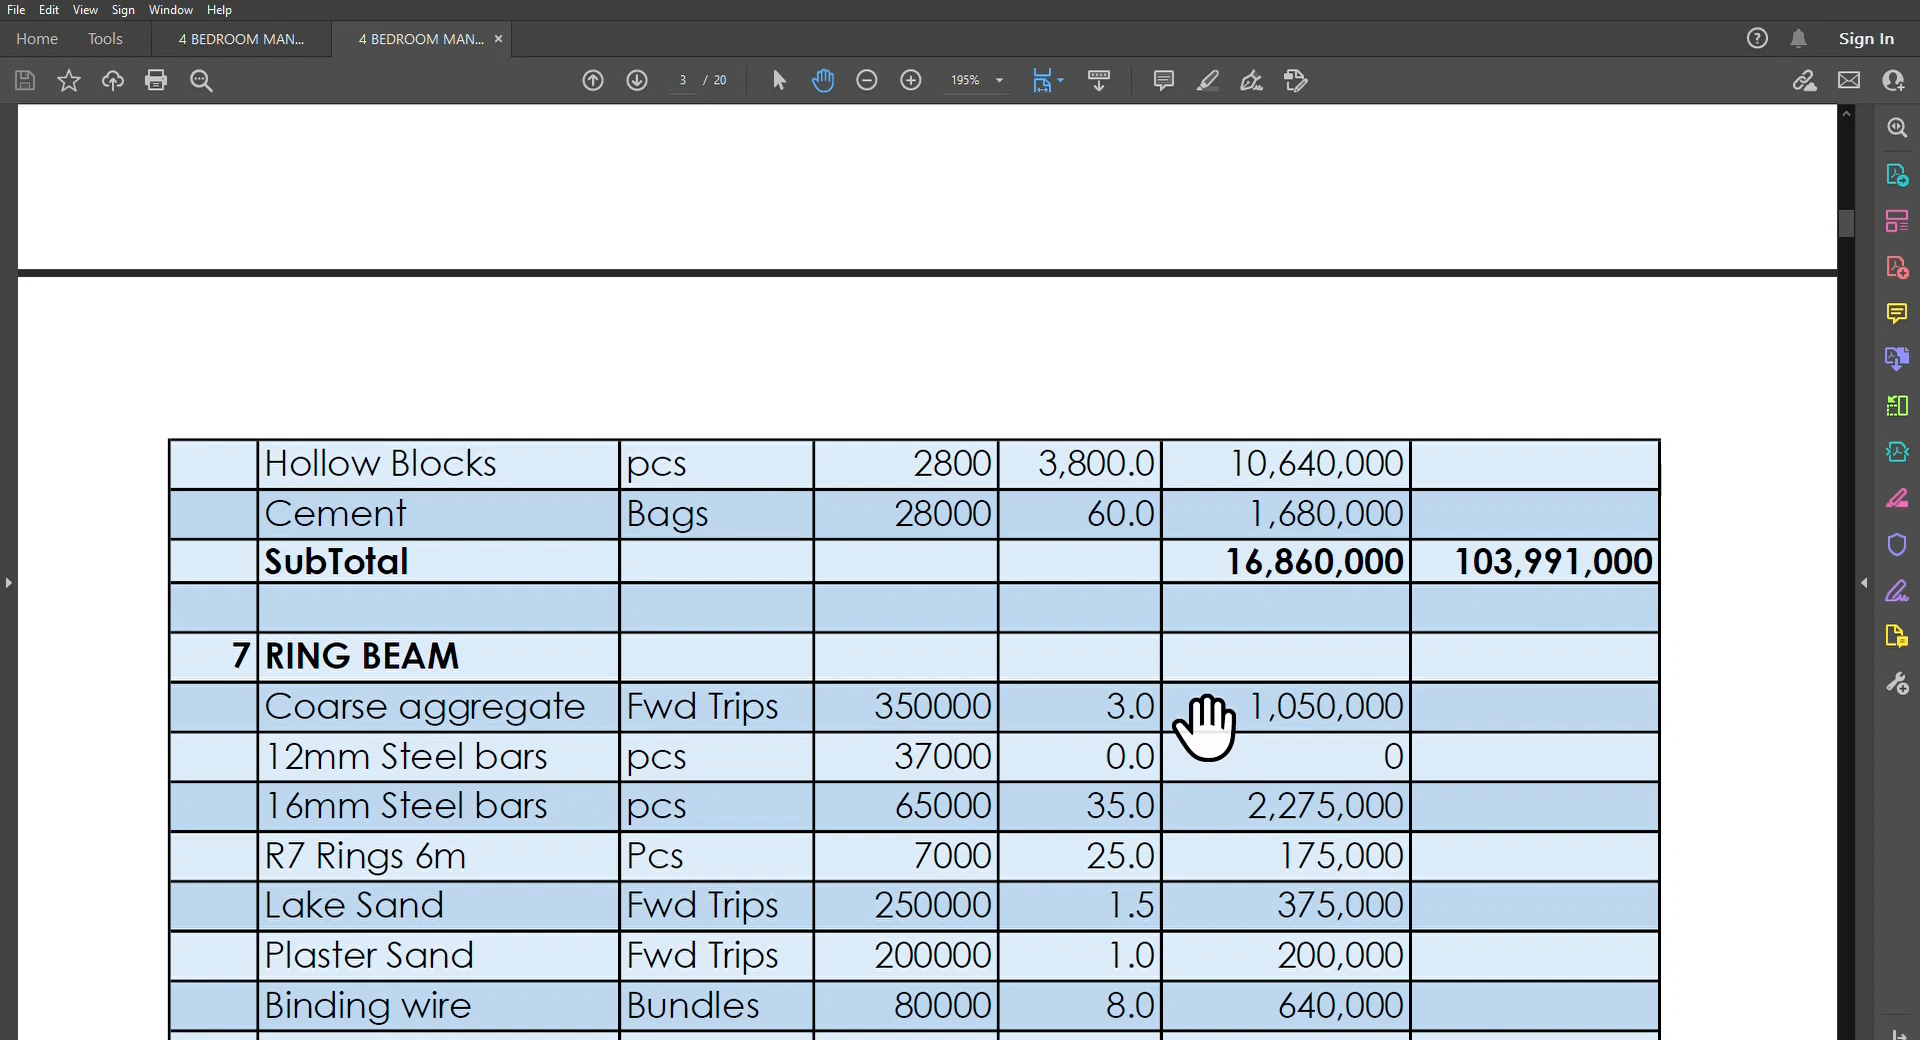 File Edit View Sign Window Help
Home Tools 4 BEDROOM MAN... 4 BEDROOM MAN... × Sign In
3 / 20 195%
Hollow Blocks pcs 2800 3,800.0 10,640,000
Cement Bags 28000 60.0 1,680,000
SubTotal 16,860,000 103,991,000
7 RING BEAM
Coarse aggregate Fwd Trips 350000 3.0 1,050,000
12mm Steel bars pcs 37000 0.0 0
16mm Steel bars pcs 65000 35.0 2,275,000
R7 Rings 6m Pcs 7000 25.0 175,000
Lake Sand Fwd Trips 250000 1.5 375,000
Plaster Sand Fwd Trips 200000 1.0 200,000
Binding wire Bundles 80000 8.0 640,000